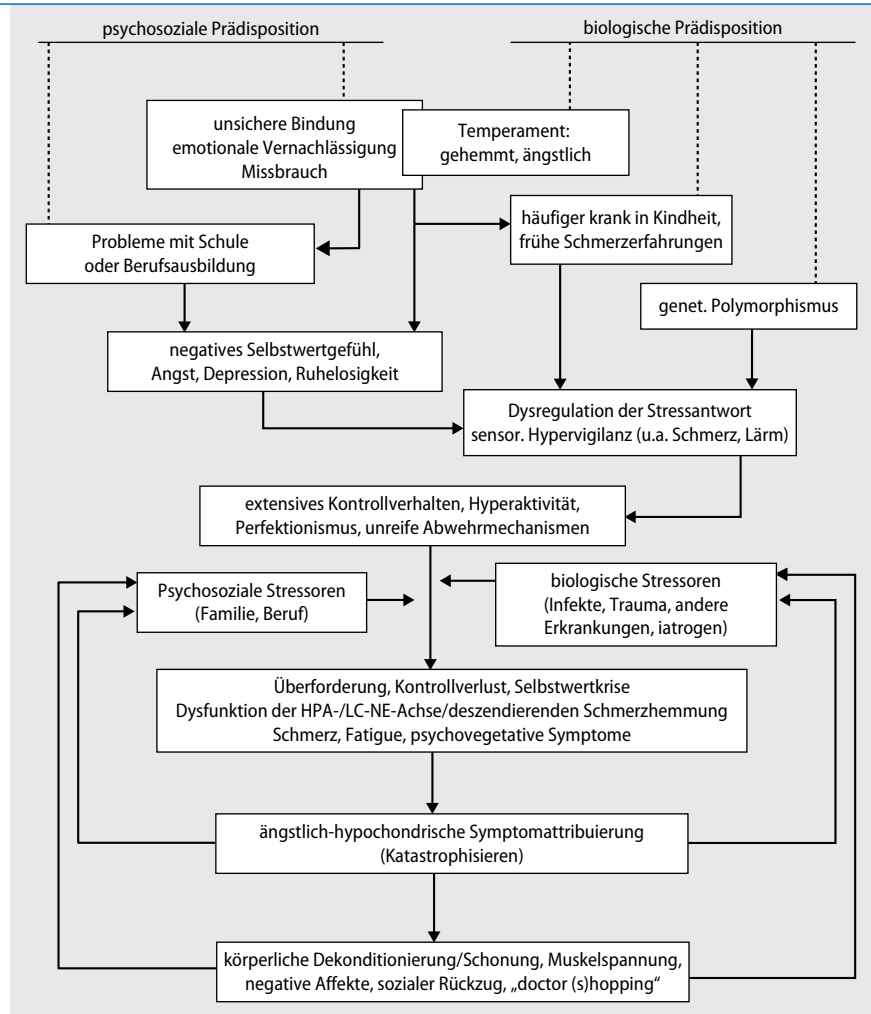 psychosoziale Prädisposition
biologische Prädisposition
unsichere Bindung
emotionale Vernachlässigung
Missbrauch
Temperament:
gehemmt, ängstlich
häufiger krank in Kindheit,
frühe Schmerzerfahrungen
Probleme mit Schule
oder Berufsausbildung
genet. Polymorphismus
negatives Selbstwertgefühl,
Angst, Depression, Ruhelosigkeit
Dysregulation der Stressantwort
sensor. Hypervigilanz (u.a. Schmerz, Lärm)
extensives Kontrollverhalten, Hyperaktivität,
Perfektionismus, unreife Abwehrmechanismen
Psychosoziale Stressoren
(Familie, Beruf)
biologische Stressoren
(Infekte, Trauma, andere
Erkrankungen, iatrogen)
Überforderung, Kontrollverlust, Selbstwertkrise
Dysfunktion der HPA-/LC-NE-Achse/deszendierenden Schmerzhemmung
Schmerz, Fatigue, psychovegetative Symptome
ängstlich-hypochondrische Symptomattribuierung
(Katastrophisieren)
körperliche Dekonditionierung/Schonung, Muskelspannung,
negative Affekte, sozialer Rückzug, „doctor (s)hopping“